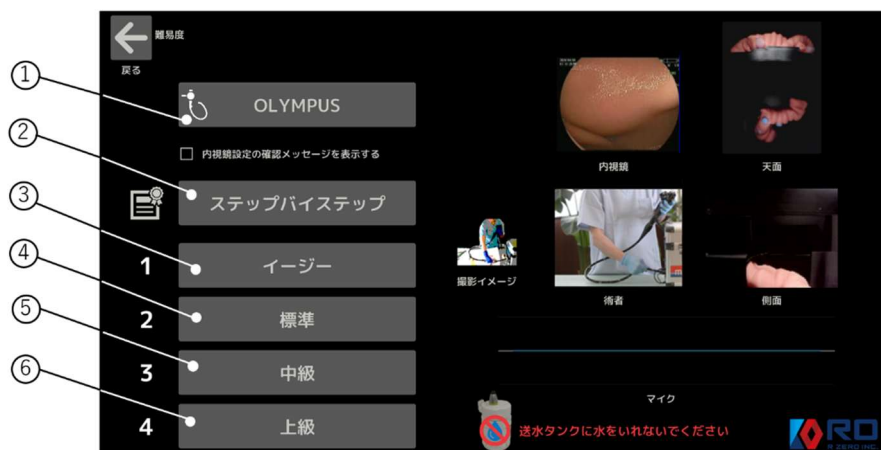 難易度
戻る
①
OLYMPUS
内視鏡設定の確認メッセージを表示する
②
ステップバイステップ
③
1
イージー
④
2
標準
⑤
3
中級
⑥
4
上級
内視鏡
天面
撮影イメージ
術者
側面
マイク
送水タンクに水をいれないでください
RO
R ZERO INC.